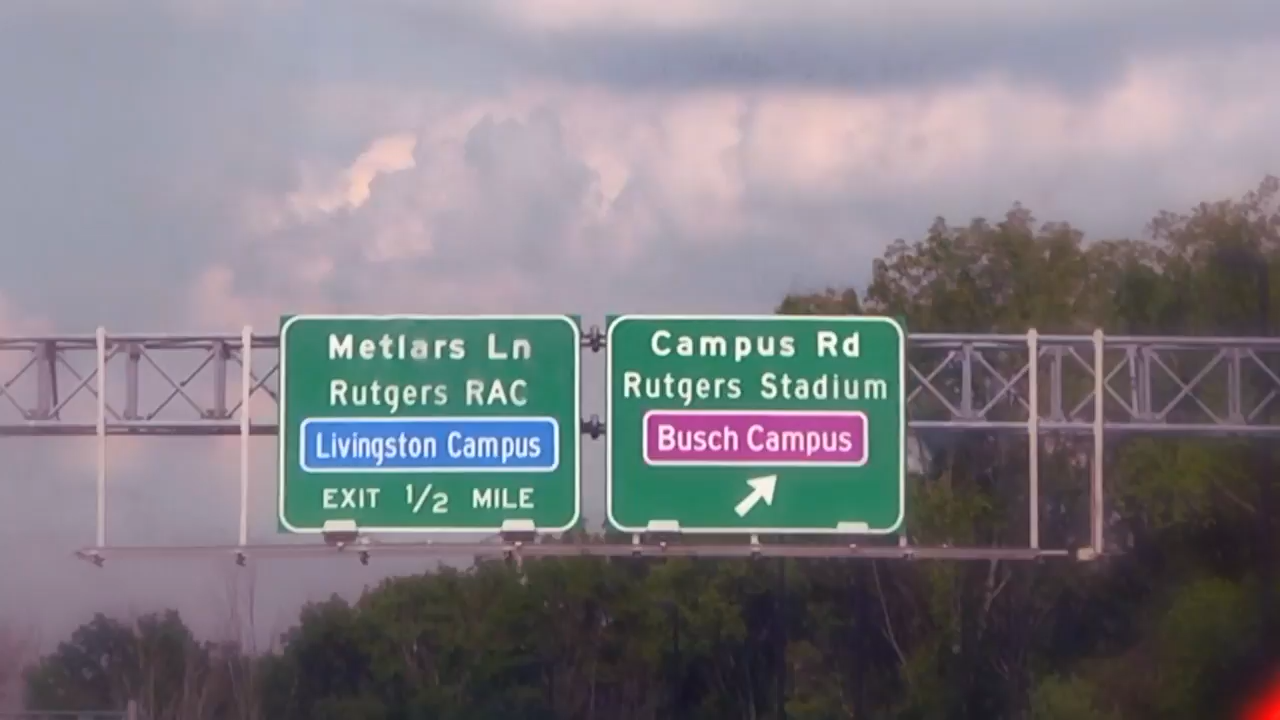 Metlars Ln
Rutgers RAC
Livingston Campus
EXIT 1/2 MILE
Campus Rd
Rutgers Stadium
Busch Campus